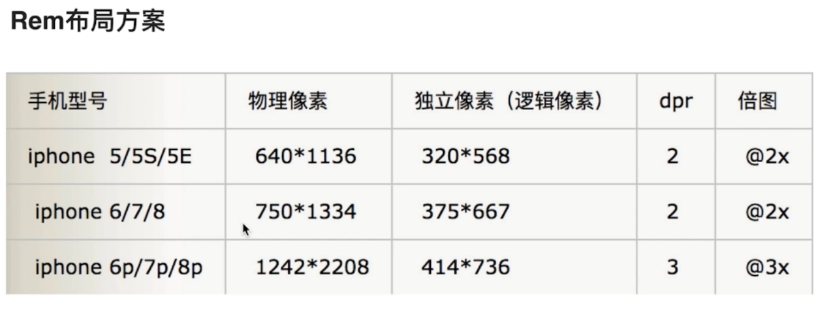 Rem布局方案
手机型号 物理像素 独立像素（逻辑像素） dpr 倍图
iphone 5/5S/5E 640*1136 320*568 2 @2x
iphone 6/7/8 750*1334 375*667 2 @2x
iphone 6p/7p/8p 1242*2208 414*736 3 @3x